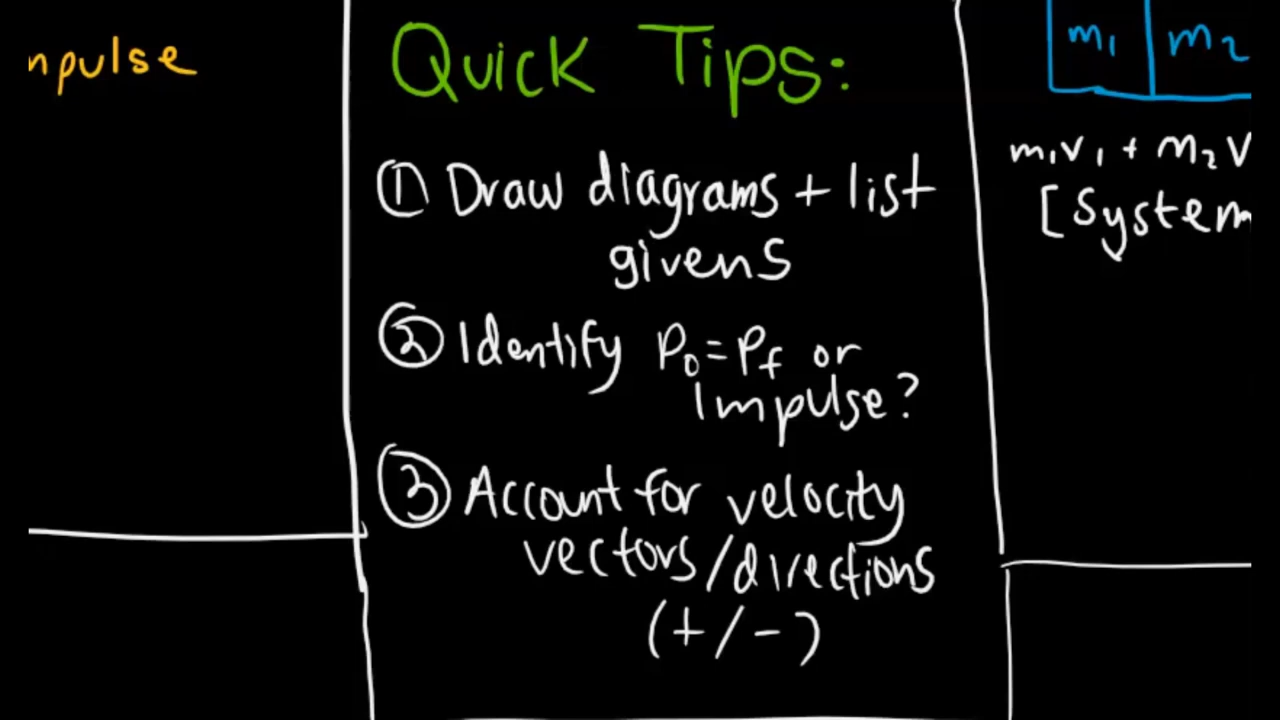 npulse
Quick Tips:
① Draw diagrams + list
givens
② Identify P₀=Pf or
Impulse?
③ Account for velocity
vectors/directions
(+/-)
m₁ m₂
m₁v₁ + m₂v
[System